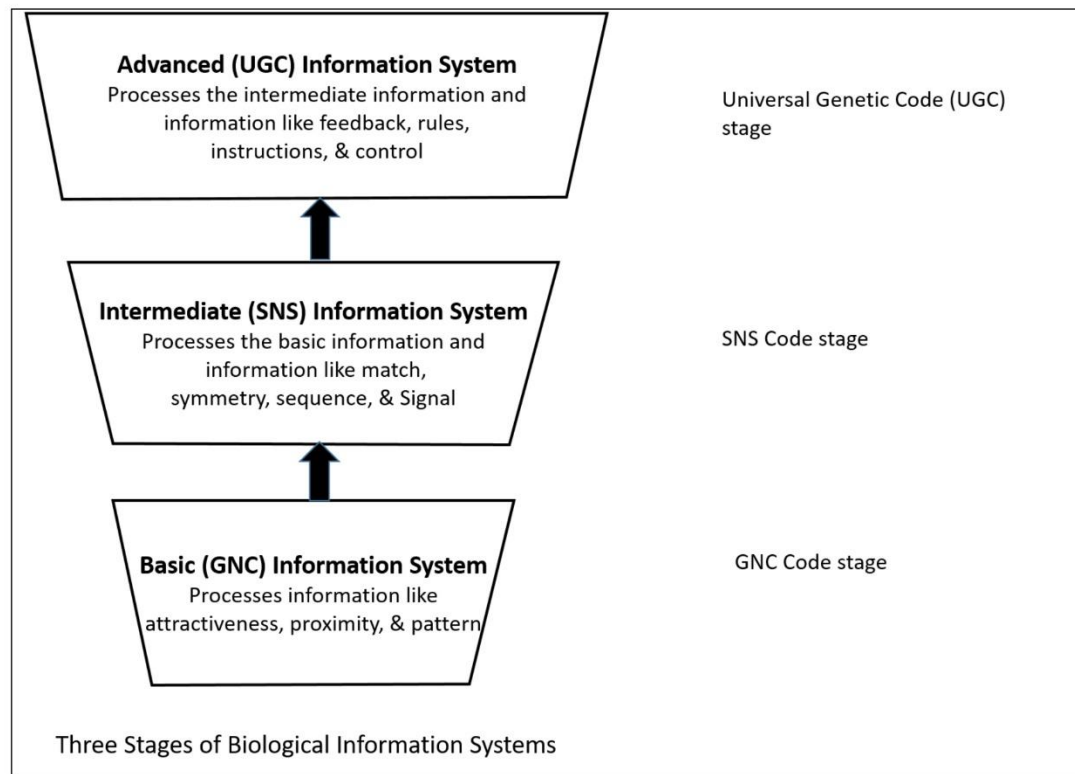 Advanced (UGC) Information System
Processes the intermediate information and
information like feedback, rules,
instructions, & control
Universal Genetic Code (UGC)
stage
Intermediate (SNS) Information System
Processes the basic information and
information like match,
symmetry, sequence, & Signal
SNS Code stage
Basic (GNC) Information System
Processes information like
attractiveness, proximity, & pattern
GNC Code stage
Three Stages of Biological Information Systems